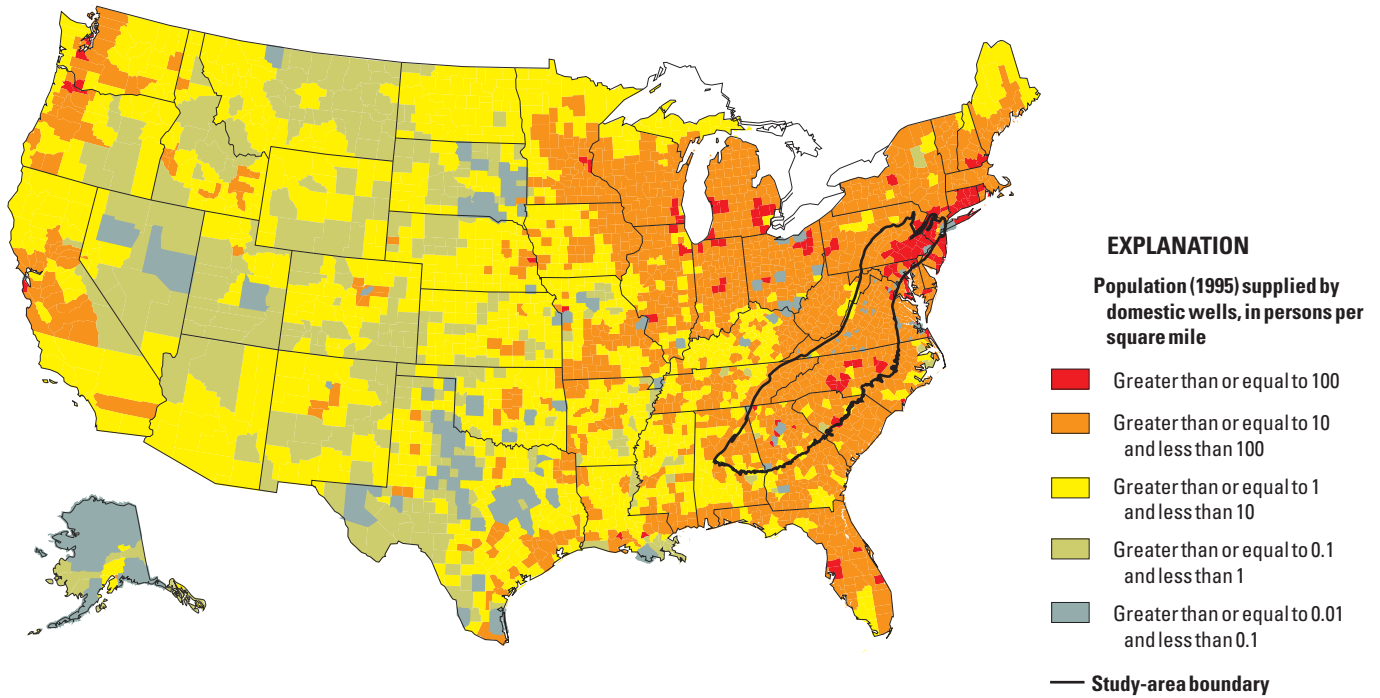 EXPLANATION
Population (1995) supplied by
domestic wells, in persons per
square mile
Greater than or equal to 100
Greater than or equal to 10
and less than 100
Greater than or equal to 1
and less than 10
Greater than or equal to 0.1
and less than 1
Greater than or equal to 0.01
and less than 0.1
Study-area boundary